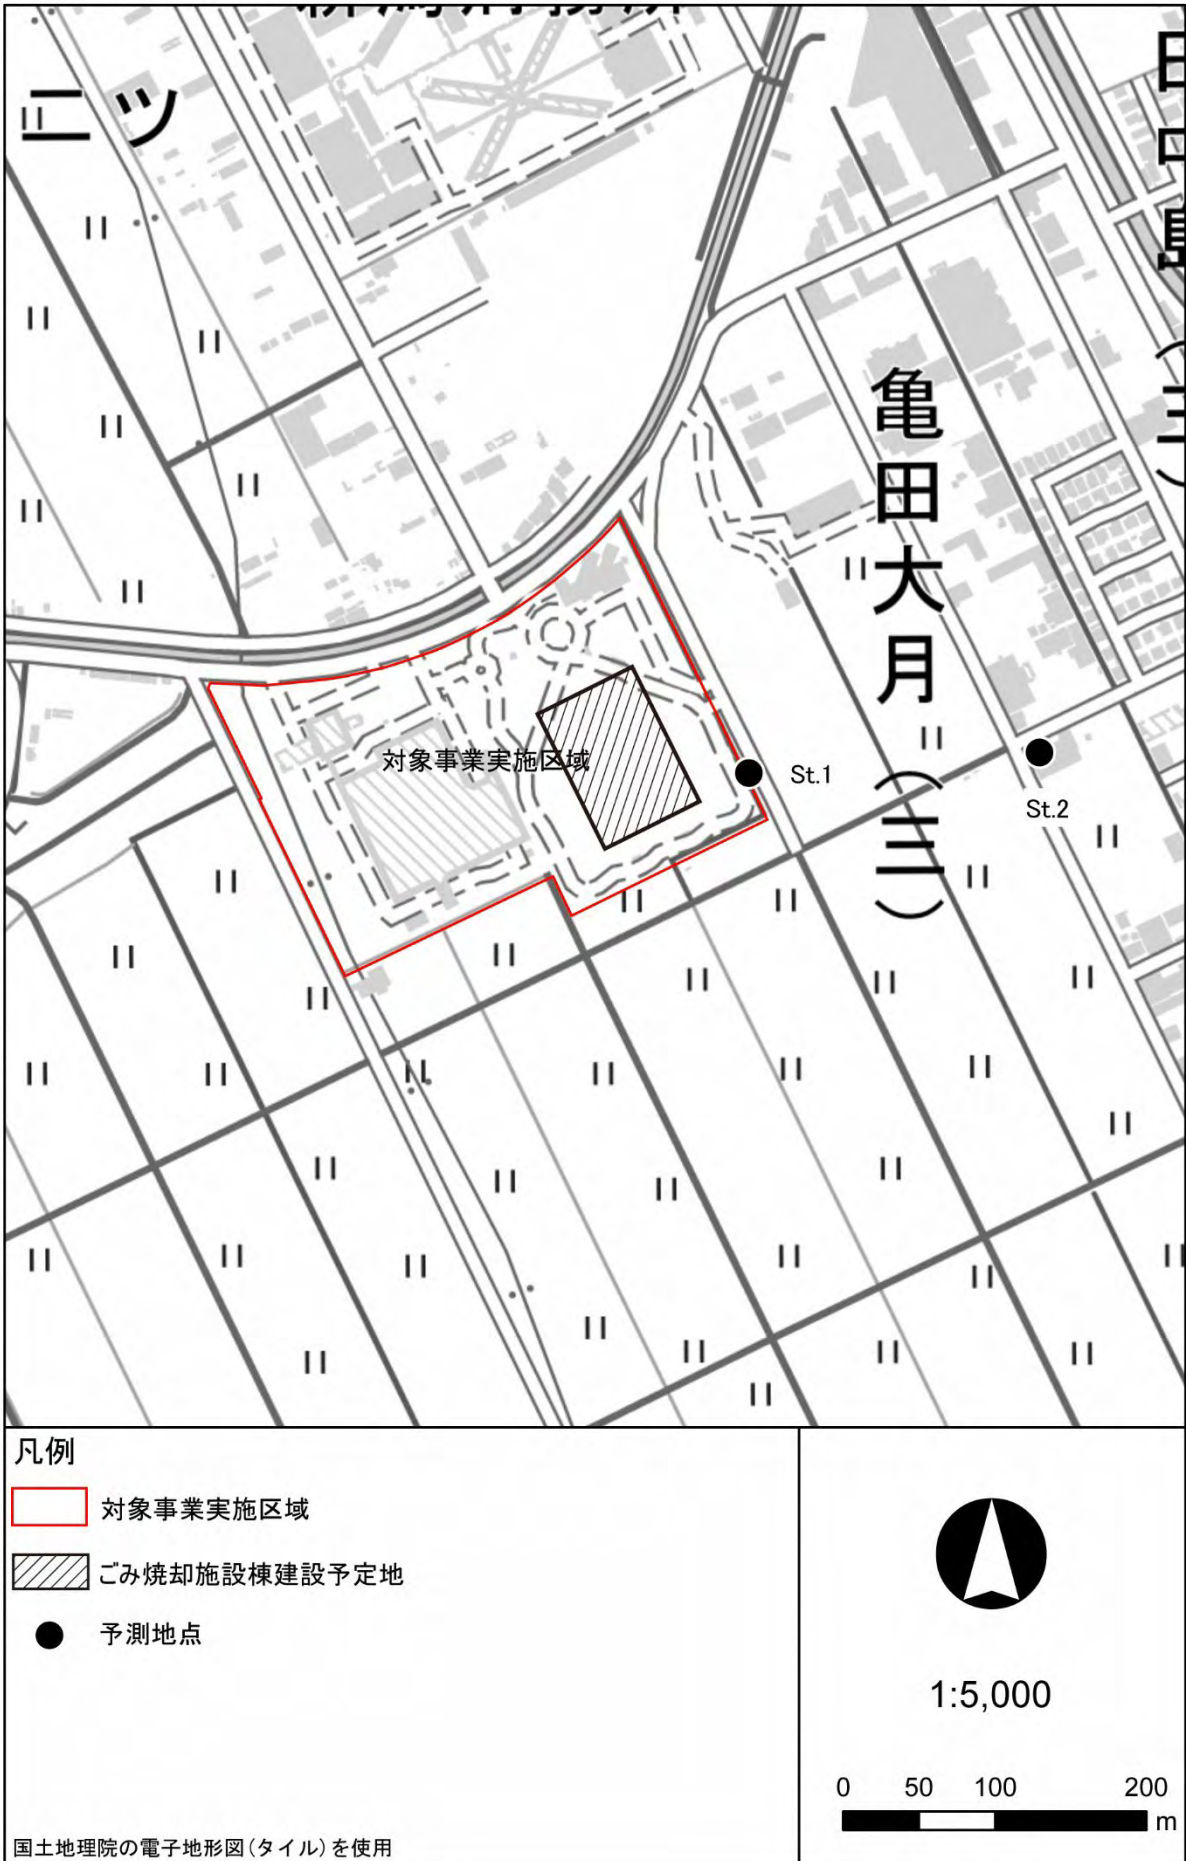 二ツ
亀田大月(三)
対象事業実施区域
St.1
St.2
凡例
対象事業実施区域
ごみ焼却施設棟建設予定地
予測地点
1:5,000
0 50 100 200
m
国土地理院の電子地形図(タイル)を使用